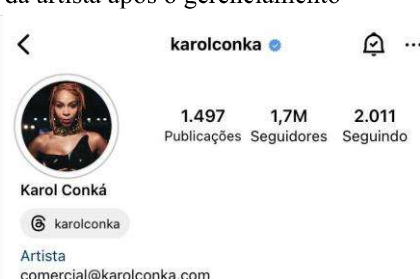 da artista após o gerenciamento
karolconka
1.497 1,7M 2.011
Publicações Seguidores Seguindo
Karol Conká
karolconka
Artista
comercial@karolconka.com